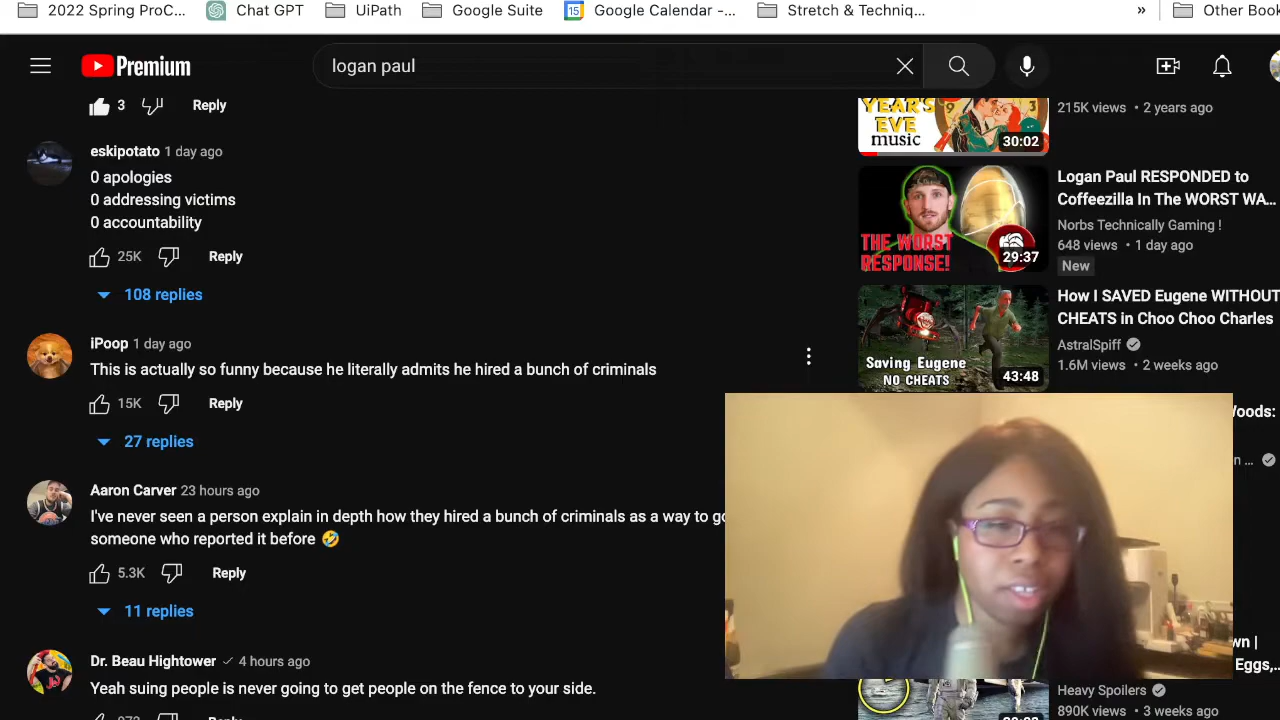 2022 Spring ProC...
Chat GPT
UiPath
Google Suite
15
Google Calendar -...
Stretch & Techniq...
»
Other Book
Premium
logan paul
3
Reply
eskipotato 1 day ago
0 apologies
0 addressing victims
0 accountability
25K
Reply
108 replies
iPoop 1 day ago
This is actually so funny because he literally admits he hired a bunch of criminals
15K
Reply
27 replies
Aaron Carver 23 hours ago
I've never seen a person explain in depth how they hired a bunch of criminals as a way to
someone who reported it before 🤣
5.3K
Reply
11 replies
Dr. Beau Hightower 4 hours ago
Yeah suing people is never going to get people on the fence to your side.
YEAR'S
EVE
music
9
3
30:02
215K views • 2 years ago
THE WORST
RESPONSE!
29:37
Logan Paul RESPONDED to
Coffeezilla In The WORST WA...
Norbs Technically Gaming !
648 views • 1 day ago
New
Saving Eugene
NO CHEATS
43:48
How I SAVED Eugene WITHOUT
CHEATS in Choo Choo Charles
AstralSpiff
1.6M views • 2 weeks ago
oods:
n ...
wn |
Eggs,...
Heavy Spoilers
890K views • 3 weeks ago